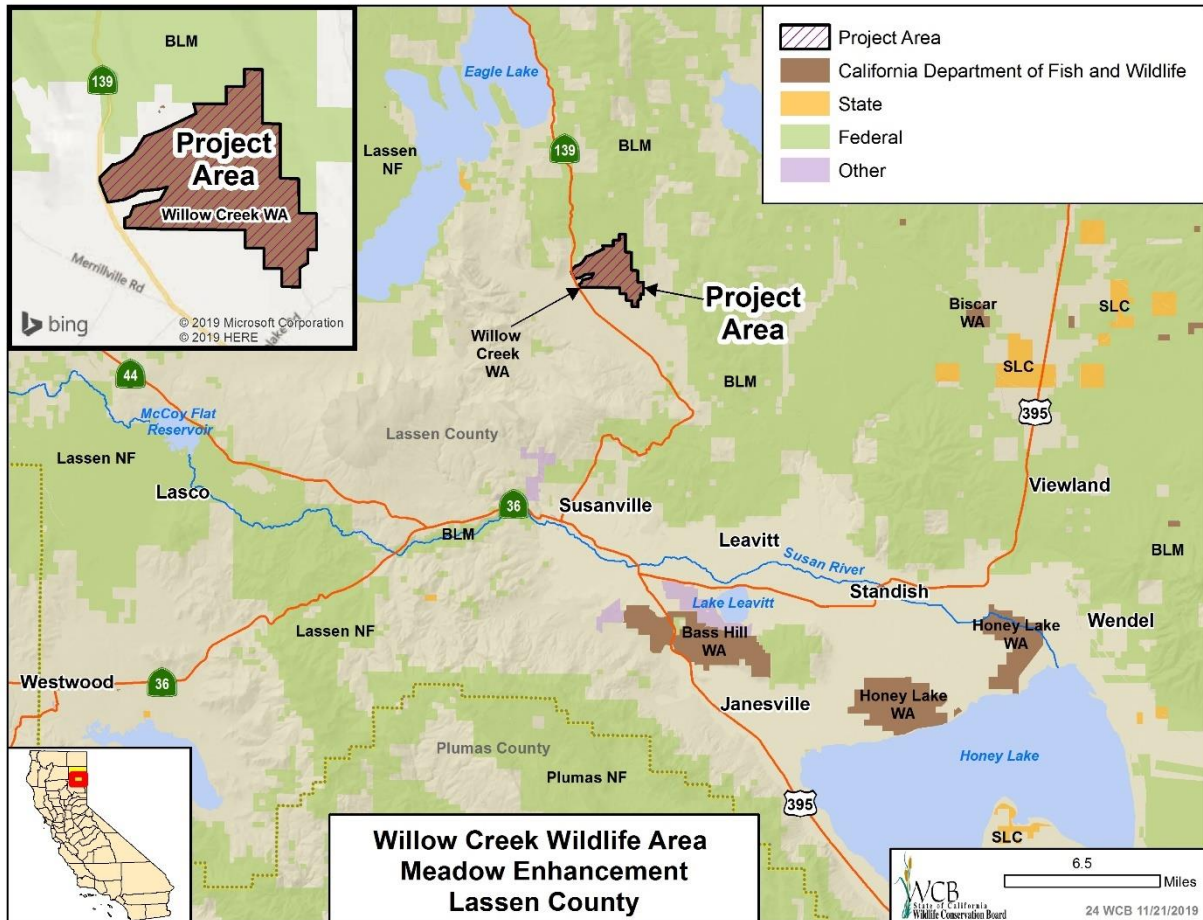 BLM
139
Project
Area
Willow Creek WA
Merrillville Rd
bing
© 2019 Microsoft Corporation
© 2019 HERE
Project Area
California Department of Fish and Wildlife
State
Federal
Other
Eagle Lake
Lassen
NF
139
BLM
Project
Area
Willow
Creek
WA
BLM
Biscar
WA
SLC
SLC
395
44
McCoy Flat
Reservoir
Lassen County
Lassen NF
Lasco
36
Susanville
BLM
Viewland
Leavitt
Susan River
BLM
Standish
Lake Leavitt
Wendel
Lassen NF
Bass Hill
WA
Honey Lake
WA
Westwood
36
Janesville
Honey Lake
WA
Plumas County
Plumas NF
Honey Lake
395
SLC
Willow Creek Wildlife Area
Meadow Enhancement
Lassen County
WCB
State of California
Wildlife Conservation Board
6.5
Miles
24 WCB 11/21/2019